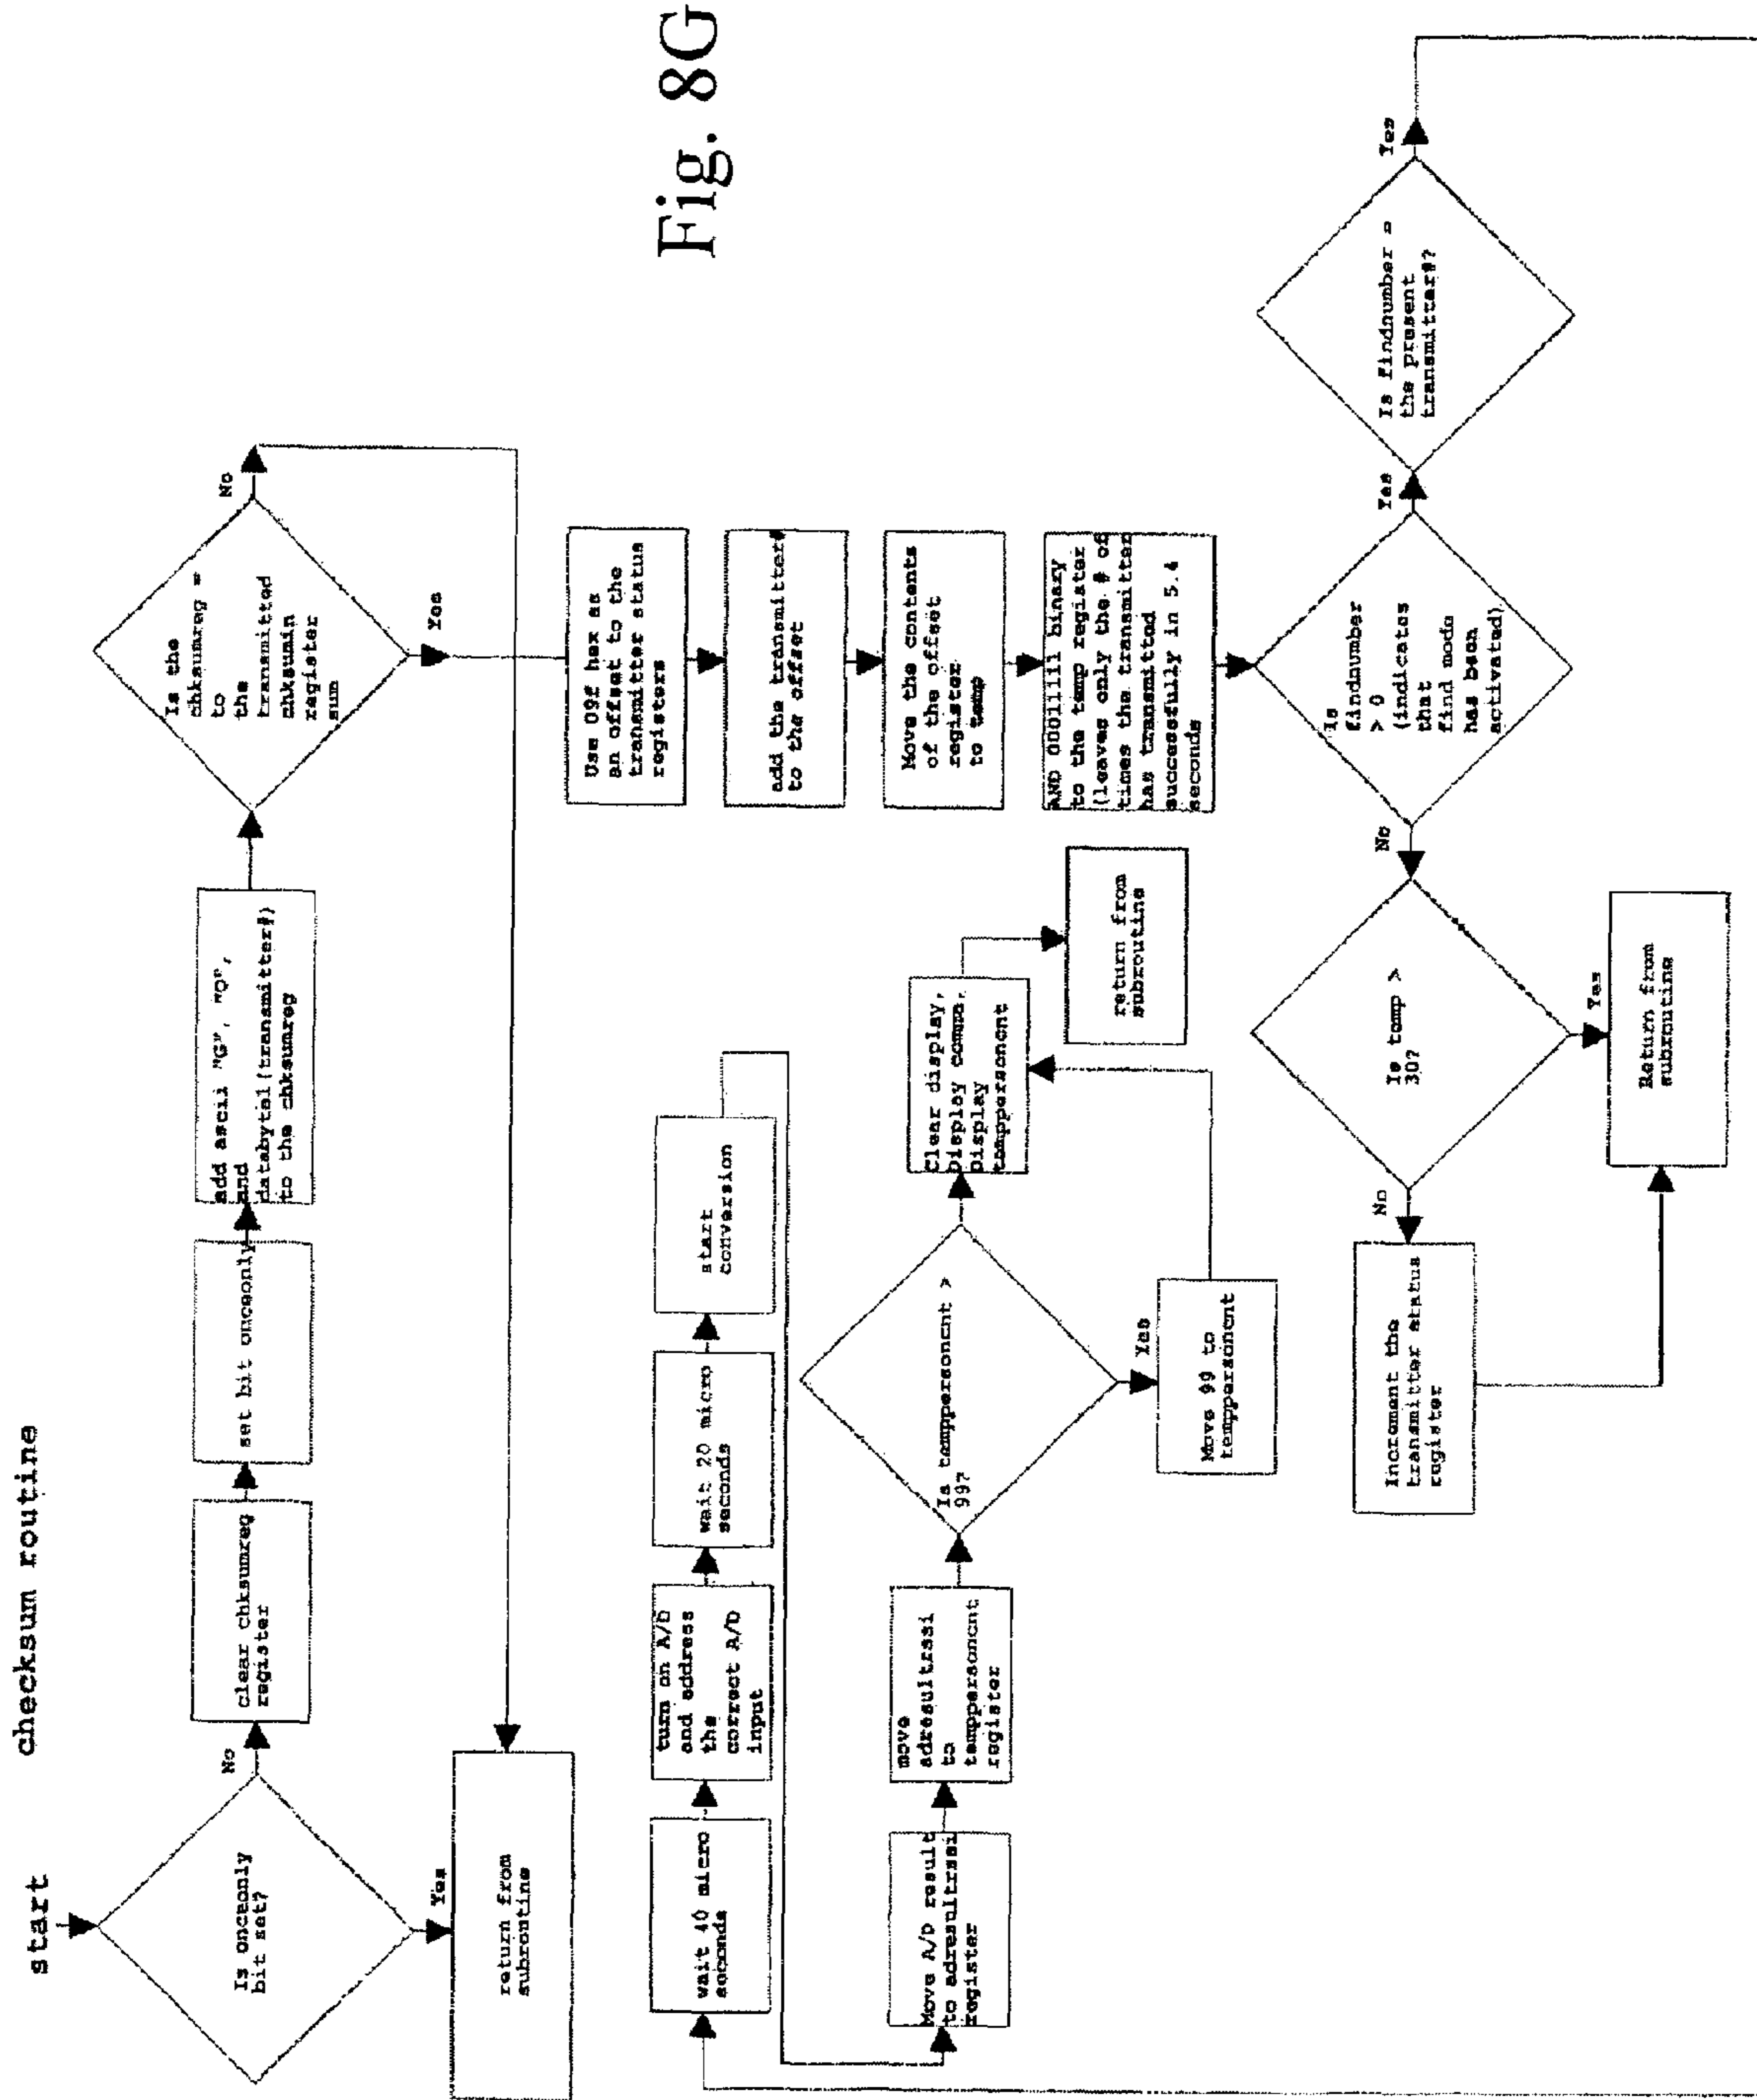 checksum routine
start
Is onceonly
bit set?
No
Yes
return from
subroutine
clear chksumreg
register
set bit onceonly
add ascii "G", "O",
and
databyte1(transmitter#)
to the chksumreg
Is the
chksumreg =
to
the
transmitted
chksumin
register
sum
No
Yes
Use 09f hex as
an offset to the
transmitter status
registers
add the transmitter#
to the offset
Move the contents
of the offset
register
to temp
AND 00011111 binary
to the temp register
(leaves only the # of
times the transmitter
has transmitted
successfully in 5.4
seconds
Is
findnumber
> 0
(indicates
that
find mode
has been
activated)
Yes
No
Is findnumber =
the present
transmitter#?
Yes
Is temp >
30?
No
Yes
Increment the
transmitter status
register
Return from
subroutine
wait 40 micro
seconds
turn on A/D
and address
the
correct A/D
input
wait 20 micro
seconds
start
conversion
Move A/D result
to adresultrssi
register
move
adresultrssi
to
temppersoncnt
register
Is temppersoncnt >
99?
Yes
Move 99 to
temppersoncnt
Clear display,
Display comma,
Display
temppersoncnt
return from
subroutine
Fig. 8G